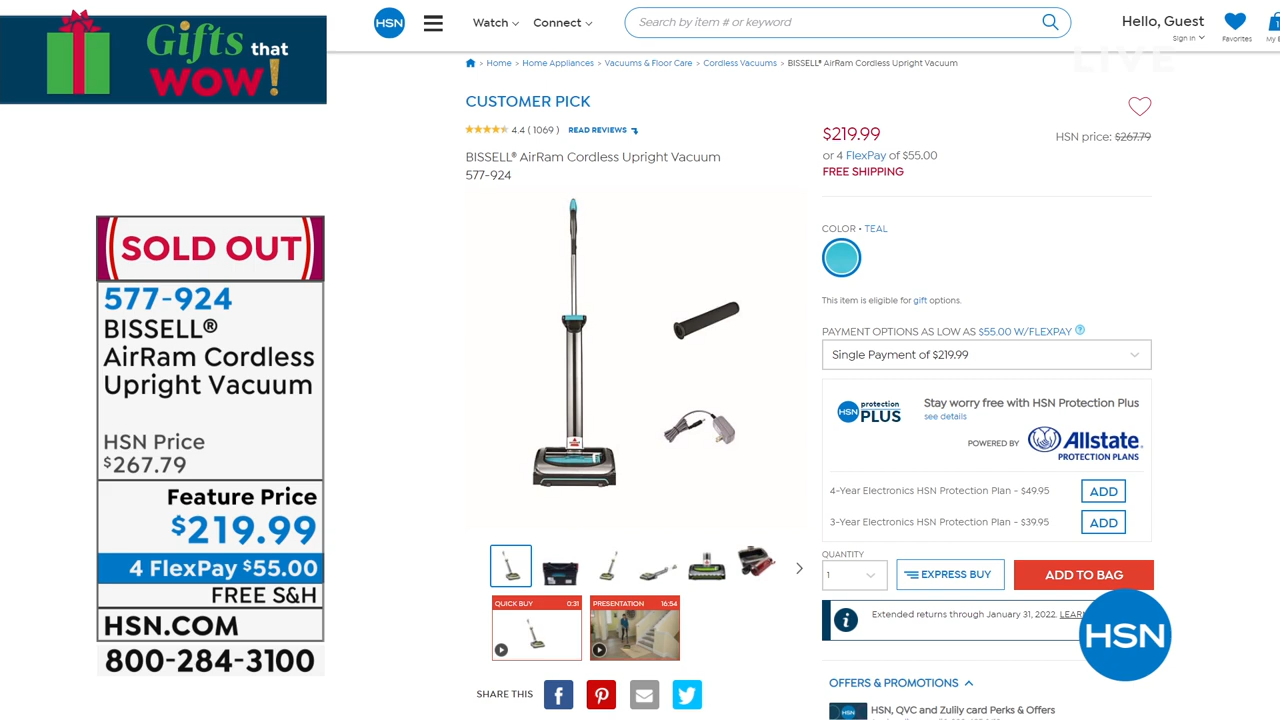 Gifts that
WOW!
HSN
Watch
Connect
Search by item # or keyword
Hello, Guest
Sign In
Favorites
1
LIVE
> Home > Home Appliances > Vacuums & Floor Care > Cordless Vacuums > BISSELL® AirRam Cordless Upright Vacuum
CUSTOMER PICK
4.4 ( 1069 ) READ REVIEWS
BISSELL® AirRam Cordless Upright Vacuum
577-924
$219.99
HSN price: $267.79
or 4 FlexPay of $55.00
FREE SHIPPING
SOLD OUT
577-924
BISSELL®
AirRam Cordless
Upright Vacuum
HSN Price
$267.79
Feature Price
$219.99
4 FlexPay $55.00
FREE S&H
HSN.COM
800-284-3100
COLOR • TEAL
This item is eligible for gift options.
PAYMENT OPTIONS AS LOW AS $55.00 W/FLEXPAY ?
Single Payment of $219.99
HSN protection PLUS
Stay worry free with HSN Protection Plus
see details
POWERED BY Allstate.
PROTECTION PLANS
4-Year Electronics HSN Protection Plan - $49.95 ADD
3-Year Electronics HSN Protection Plan - $39.95 ADD
QUANTITY
1
EXPRESS BUY
ADD TO BAG
QUICK BUY 0:31
PRESENTATION 16:54
i
Extended returns through January 31, 2022.
HSN
SHARE THIS
OFFERS & PROMOTIONS
HSN, QVC and Zulily card Perks & Offers